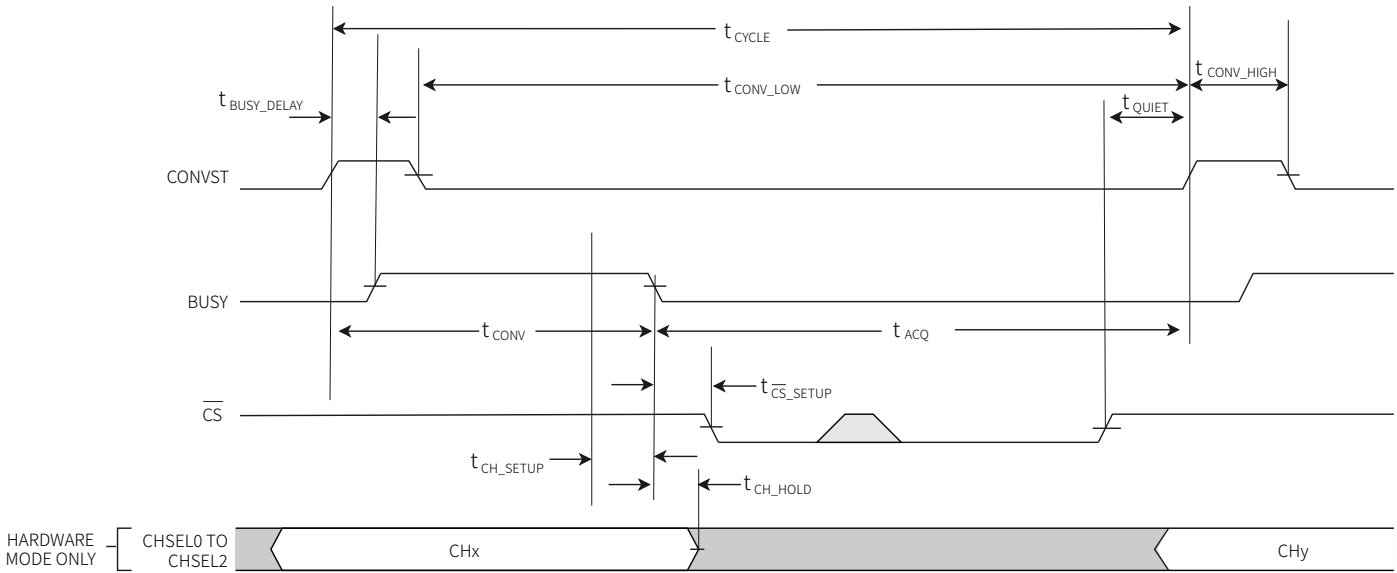 t CYCLE
t CONV_LOW
t CONV_HIGH
t BUSY_DELAY
t QUIET
CONVST
BUSY
t CONV
t ACQ
t CS_SETUP
CS
t CH_SETUP
t CH_HOLD
HARDWARE
MODE ONLY
CHSEL0 TO
CHSEL2
CHx
CHy